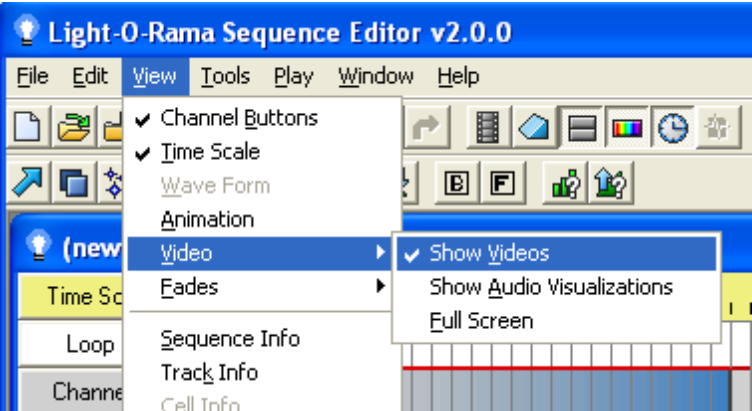 Light-O-Rama Sequence Editor v2.0.0
File Edit View Tools Play Window Help
Channel Buttons
Time Scale
Wave Form
B F
Animation
(new
Video
Show Videos
Time Sc
Fades
Show Audio Visualizations
Full Screen
Loop
Sequence Info
Track Info
Channe
Cell Info